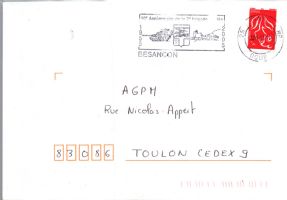 BESANCON
AGPM
Rue Nicolas-Appert
83086 TOULON CEDEX 9